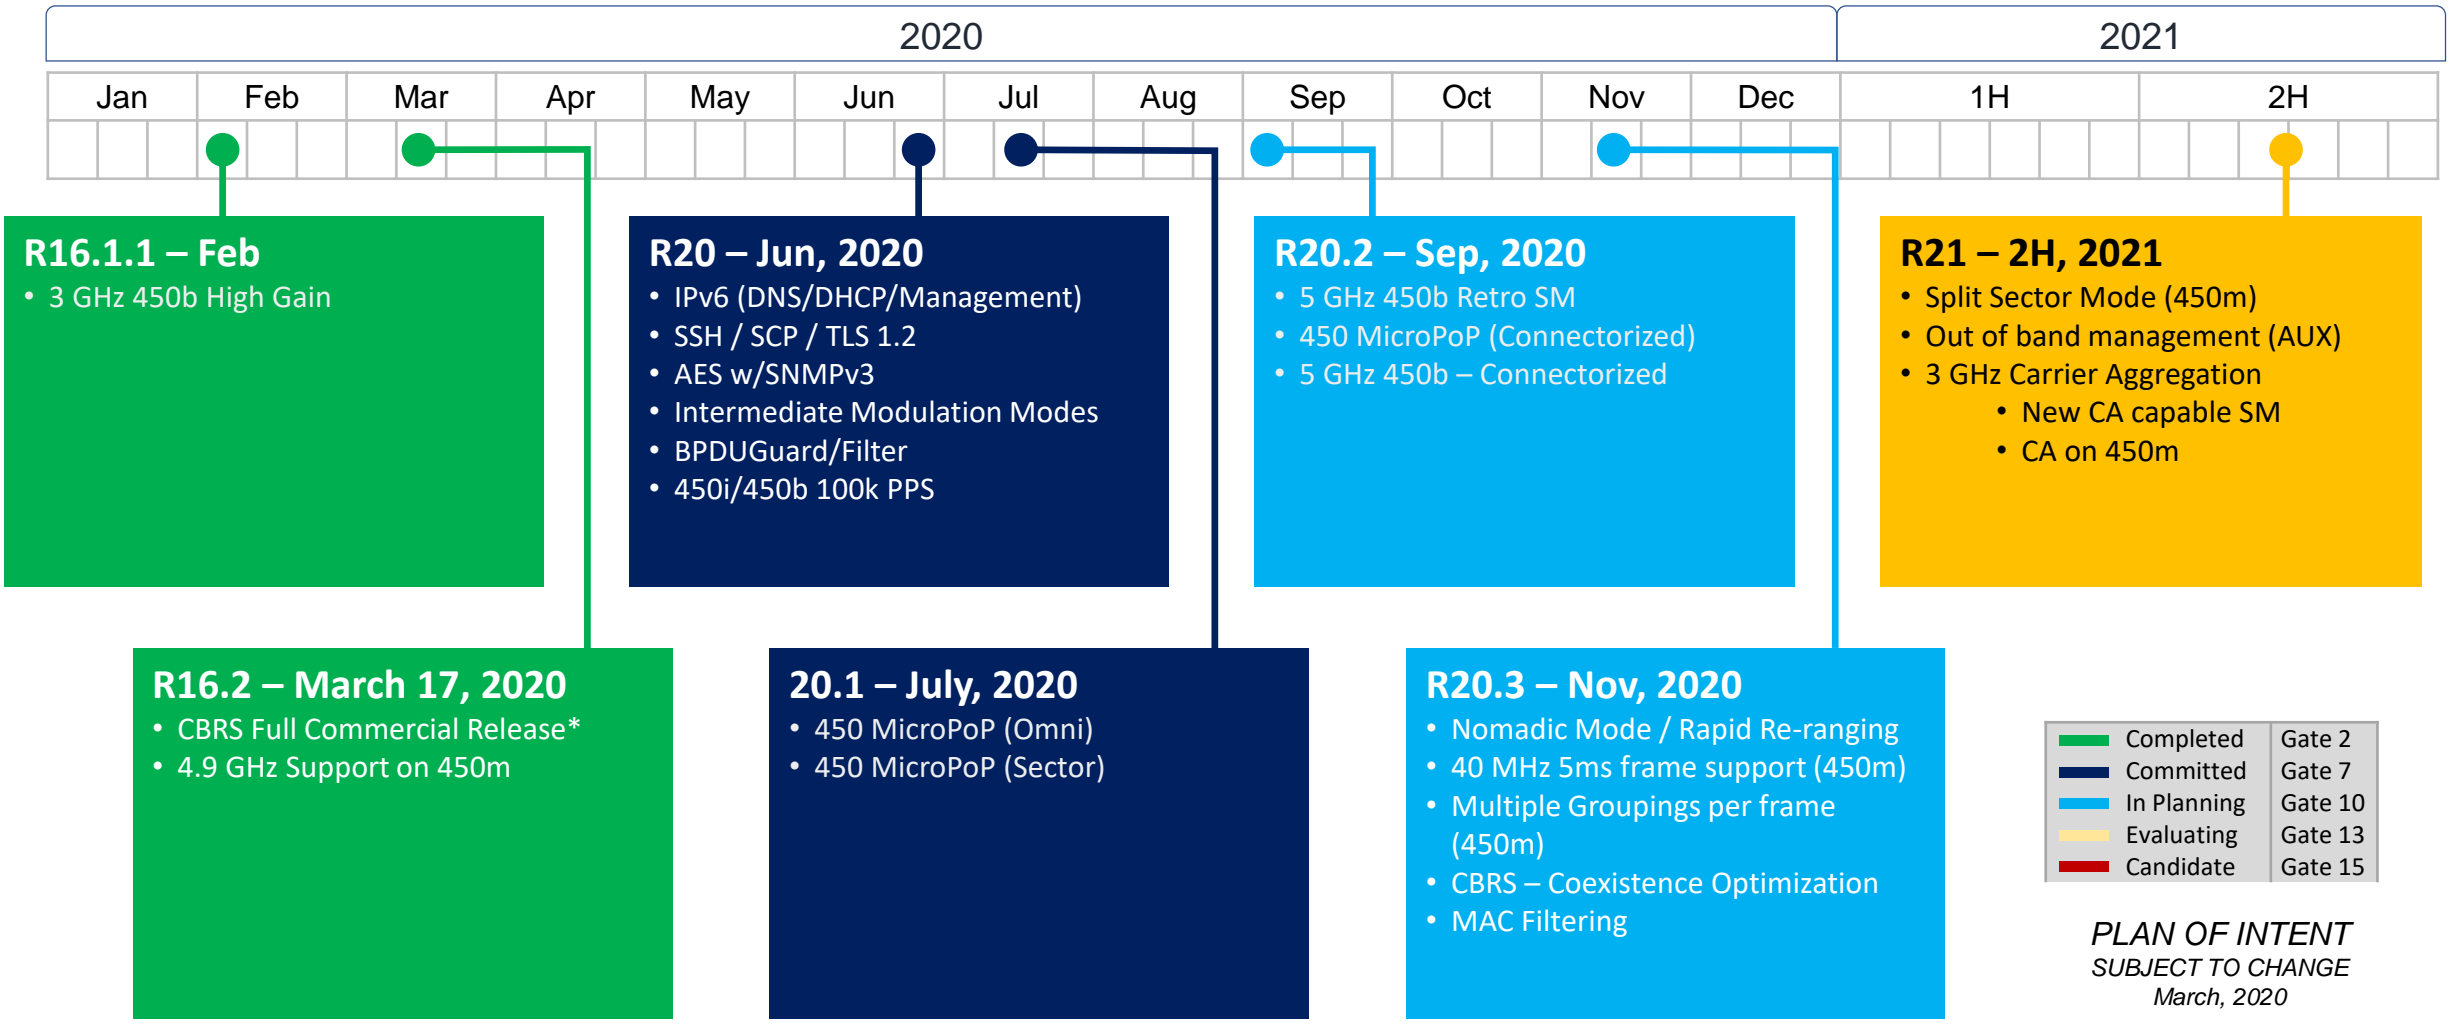 2020
2021
Jan Feb Mar Apr May Jun Jul Aug Sep Oct Nov Dec 1H 2H
R16.1.1 – Feb
• 3 GHz 450b High Gain
R20 – Jun, 2020
• IPv6 (DNS/DHCP/Management)
• SSH / SCP / TLS 1.2
• AES w/SNMPv3
• Intermediate Modulation Modes
• BPDUGuard/Filter
• 450i/450b 100k PPS
R20.2 – Sep, 2020
• 5 GHz 450b Retro SM
• 450 MicroPoP (Connectorized)
• 5 GHz 450b – Connectorized
R21 – 2H, 2021
• Split Sector Mode (450m)
• Out of band management (AUX)
• 3 GHz Carrier Aggregation
• New CA capable SM
• CA on 450m
R16.2 – March 17, 2020
• CBRS Full Commercial Release*
• 4.9 GHz Support on 450m
20.1 – July, 2020
• 450 MicroPoP (Omni)
• 450 MicroPoP (Sector)
R20.3 – Nov, 2020
• Nomadic Mode / Rapid Re-ranging
• 40 MHz 5ms frame support (450m)
• Multiple Groupings per frame
(450m)
• CBRS – Coexistence Optimization
• MAC Filtering
Completed Gate 2
Committed Gate 7
In Planning Gate 10
Evaluating Gate 13
Candidate Gate 15
PLAN OF INTENT
SUBJECT TO CHANGE
March, 2020